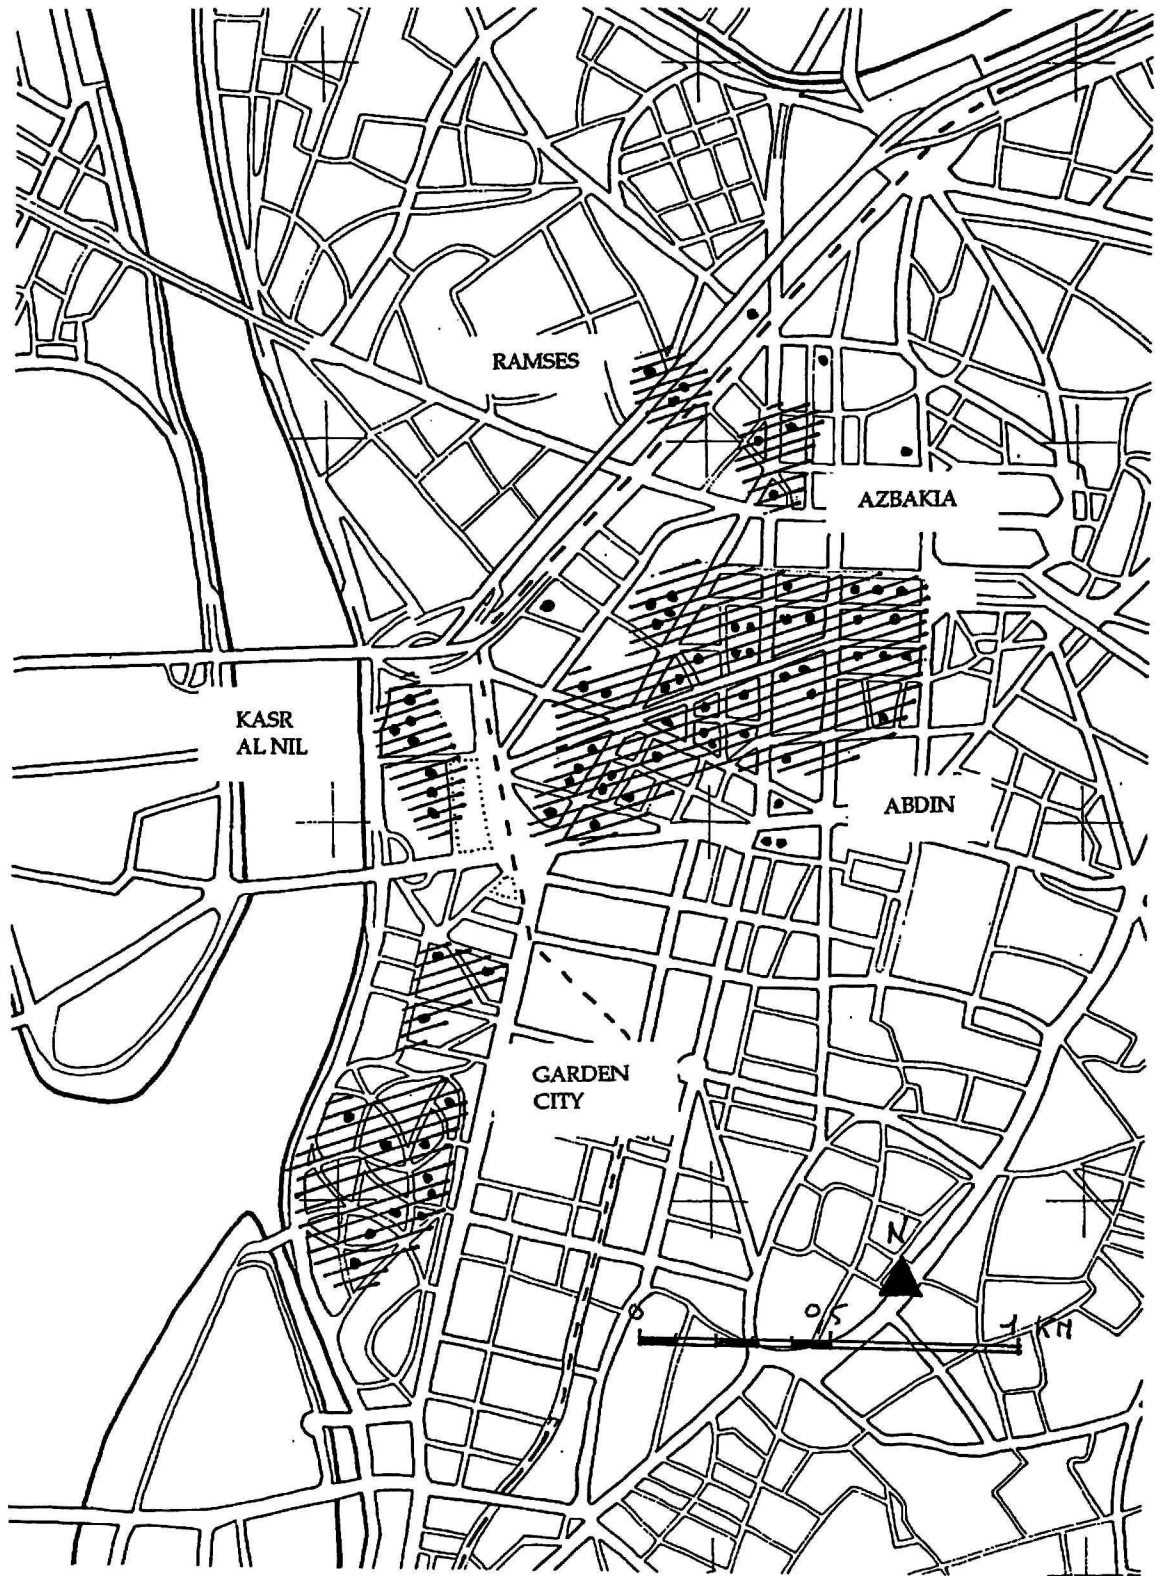 RAMSES
AZBAKIA
KASR
AL NIL
ABDIN
GARDEN
CITY
N
0 0.5 1 KM